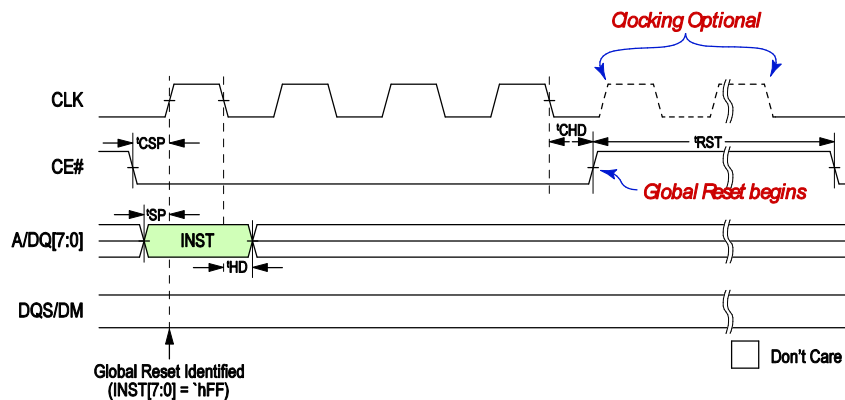 Clocking Optional
CLK
tCSP
tCHD
tRST
CE#
Global Reset begins
tSP
A/DQ[7:0]
INST
tHD
DQS/DM
Don't Care
Global Reset Identified
(INST[7:0] = `hFF)